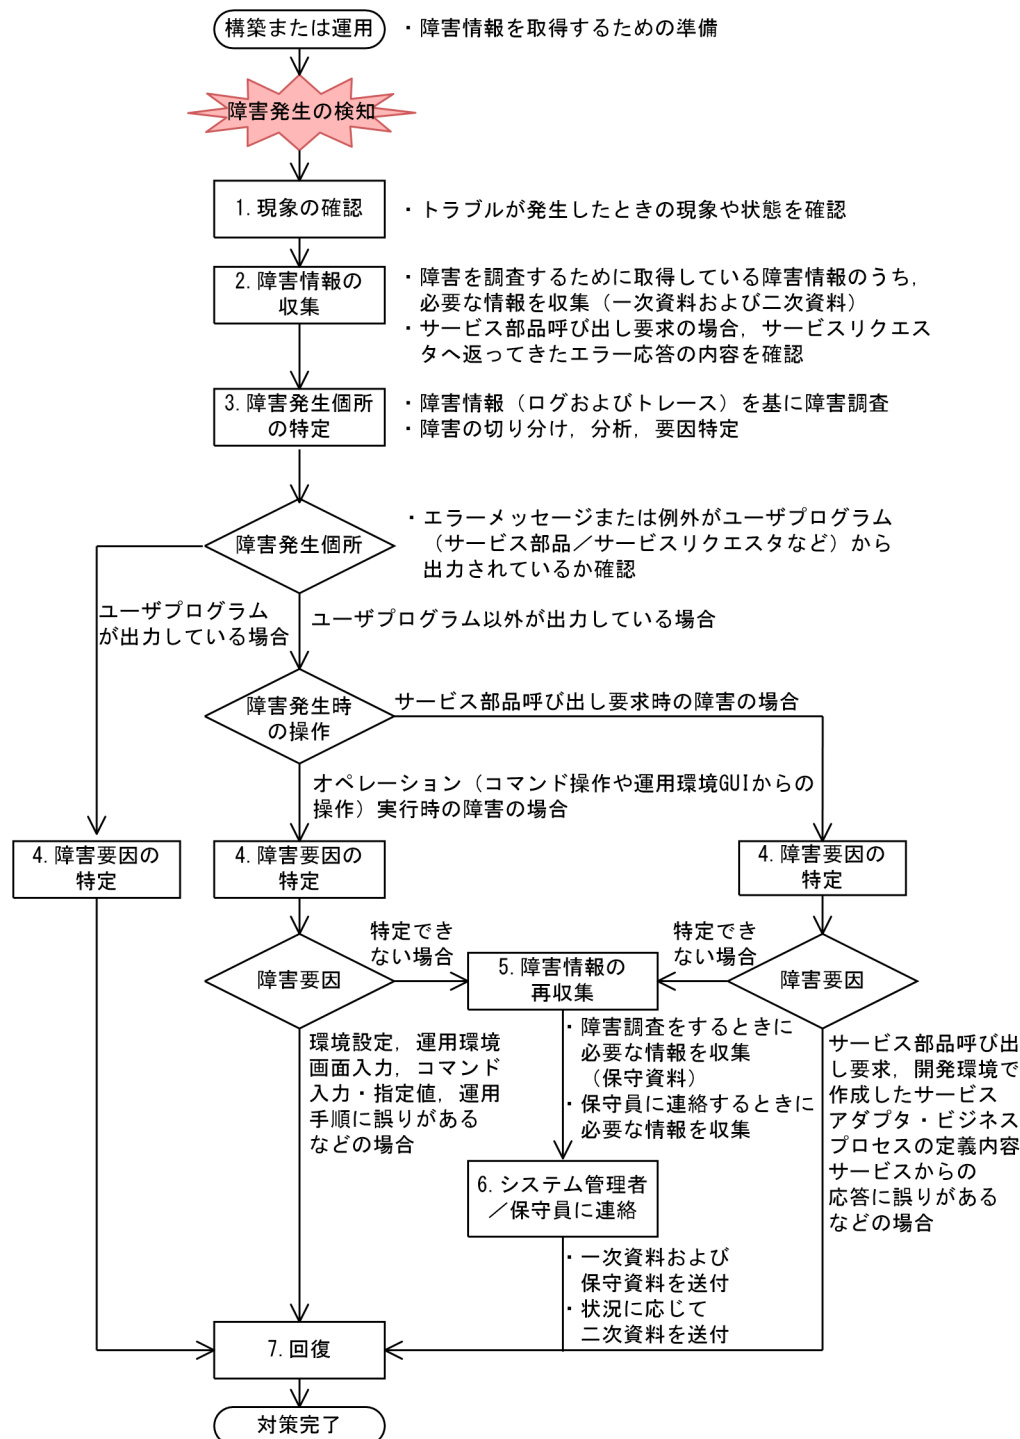 構築または運用
・障害情報を取得するための準備
障害発生の検知
1.現象の確認
・トラブルが発生したときの現象や状態を確認
2.障害情報の
収集
・障害を調査するために取得している障害情報のうち，
必要な情報を収集（一次資料および二次資料）
・サービス部品呼び出し要求の場合，サービスリクエス
タへ返ってきたエラー応答の内容を確認
3.障害発生個所
の特定
・障害情報（ログおよびトレース）を基に障害調査
・障害の切り分け，分析，要因特定
障害発生個所
・エラーメッセージまたは例外がユーザプログラム
（サービス部品／サービスリクエスタなど）から
出力されているか確認
ユーザプログラム
が出力している場合
ユーザプログラム以外が出力している場合
障害発生時
の操作
サービス部品呼び出し要求時の障害の場合
オペレーション（コマンド操作や運用環境GUIからの
操作）実行時の障害の場合
4.障害要因の
特定
4.障害要因の
特定
4.障害要因の
特定
障害要因
特定でき
ない場合
5.障害情報の
再収集
特定でき
ない場合
障害要因
環境設定，運用環境
画面入力，コマンド
入力・指定値，運用
手順に誤りがある
などの場合
・障害調査をするときに
必要な情報を収集
（保守資料）
・保守員に連絡するときに
必要な情報を収集
サービス部品呼び出
し要求，開発環境で
作成したサービス
アダプタ・ビジネス
プロセスの定義内容
サービスからの
応答に誤りがある
などの場合
6.システム管理者
／保守員に連絡
・一次資料および
保守資料を送付
・状況に応じて
二次資料を送付
7.回復
対策完了